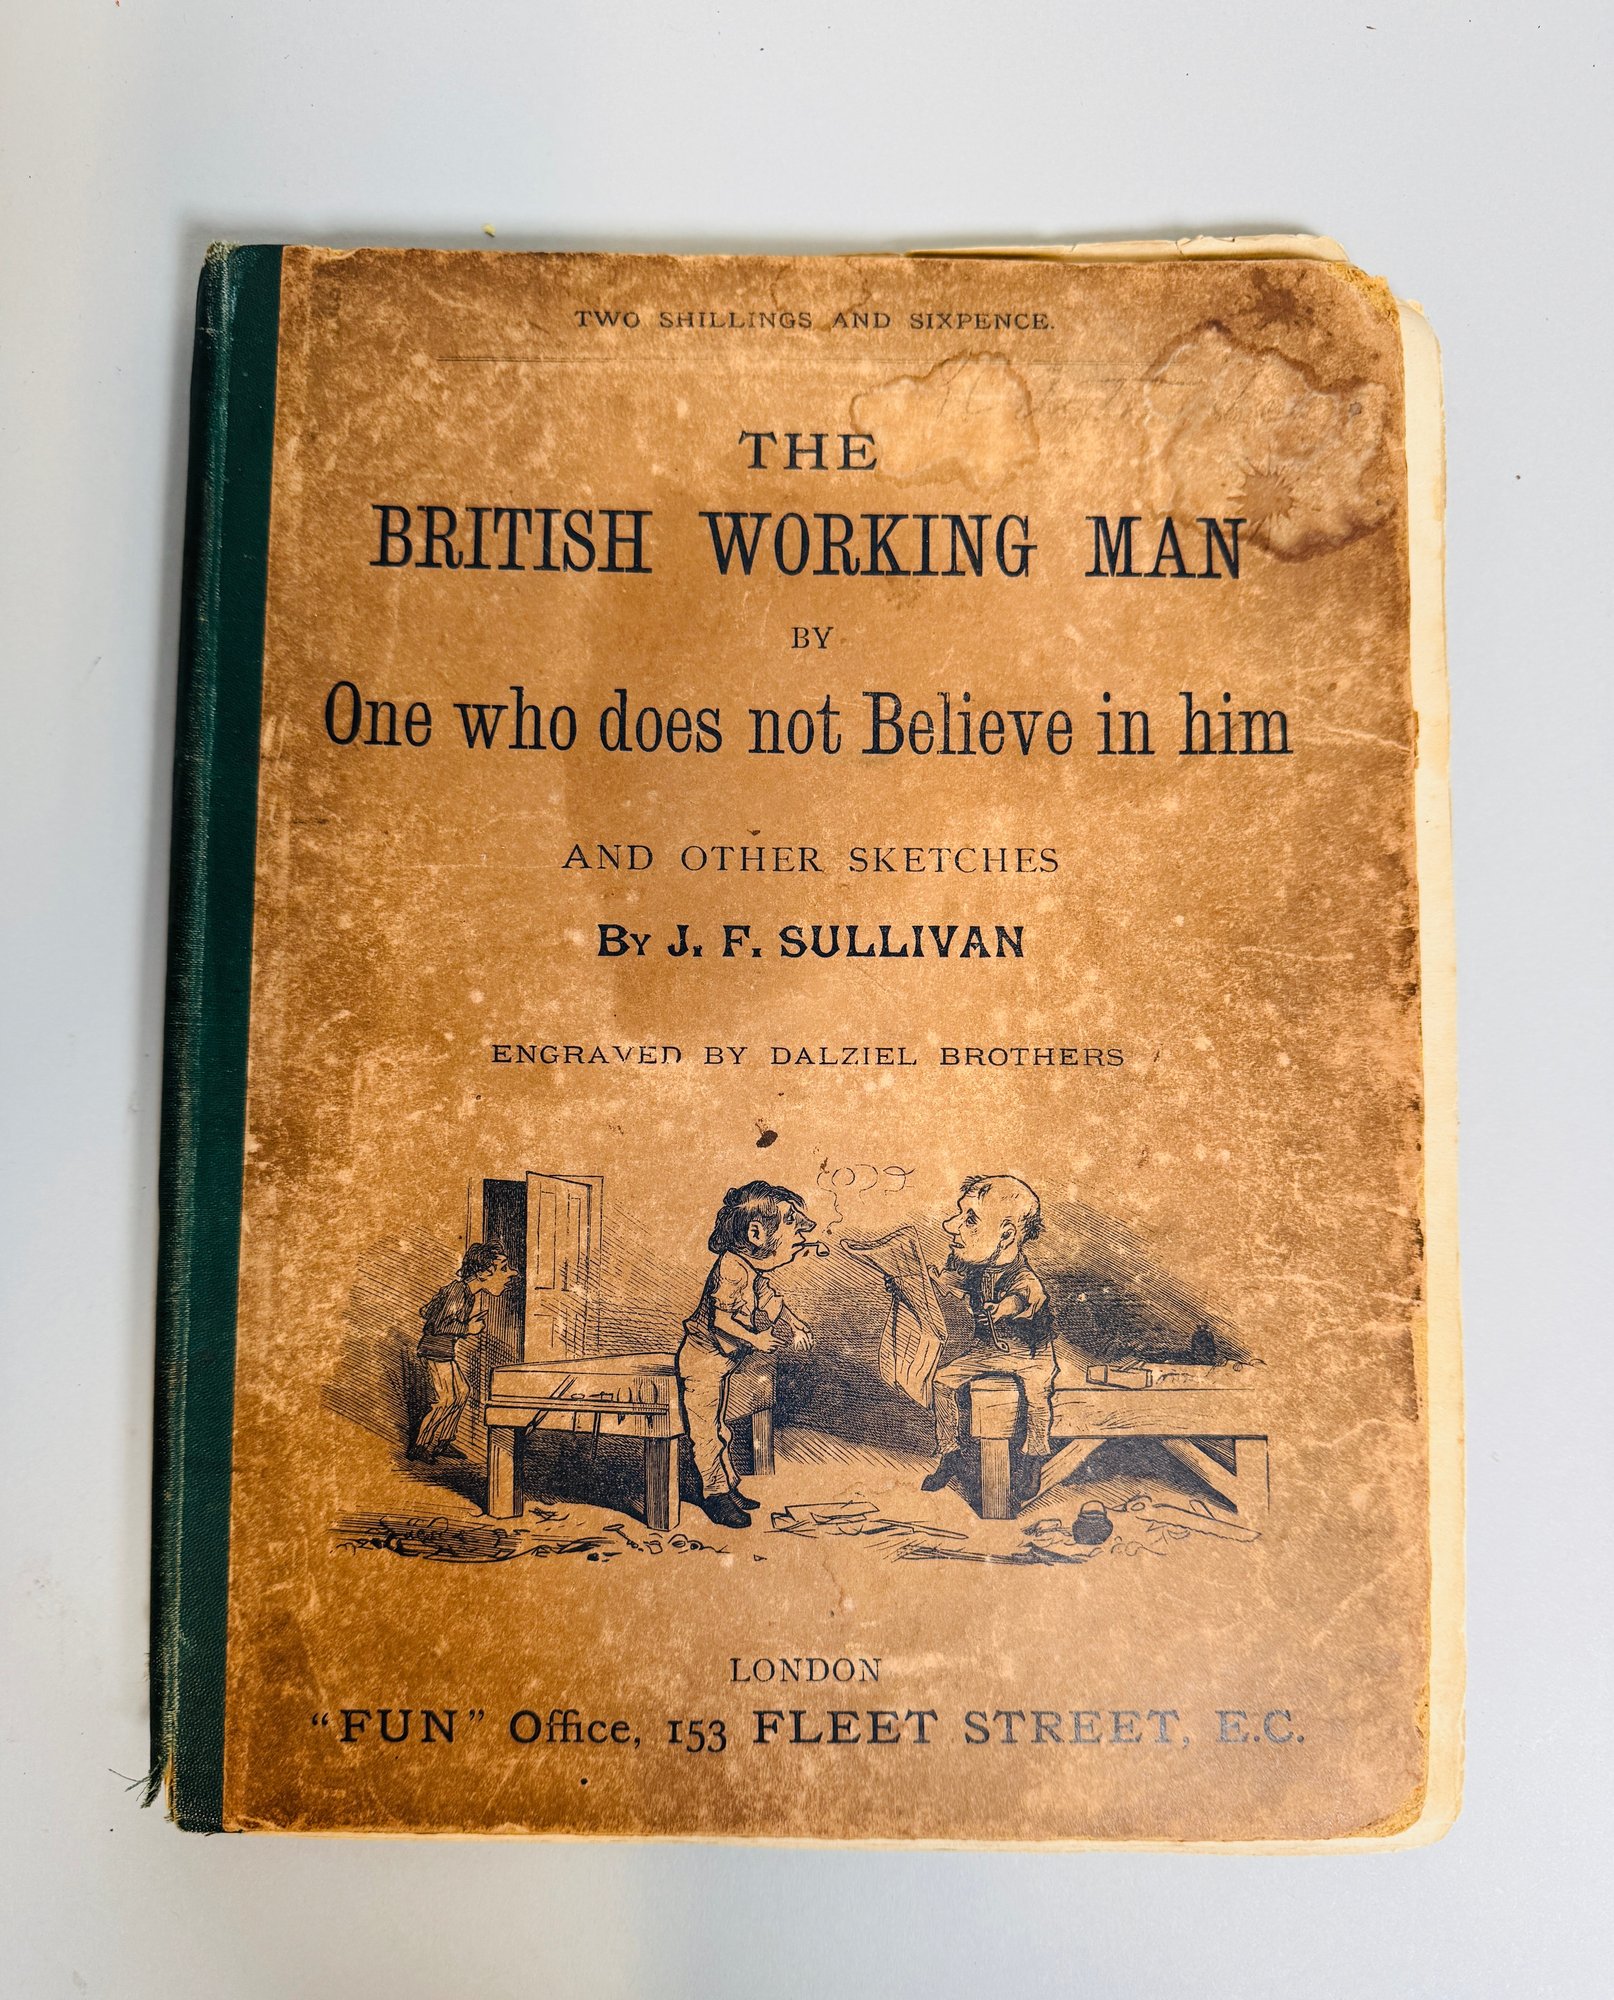 TWO SHILLINGS AND SIXPENCE.
THE
BRITISH WORKING MAN
BY
One who does not Believe in him
AND OTHER SKETCHES
BY J. F. SULLIVAN
ENGRAVED BY DALZIEL BROTHERS
LONDON
"FUN" Office, 153 FLEET STREET, E.C.